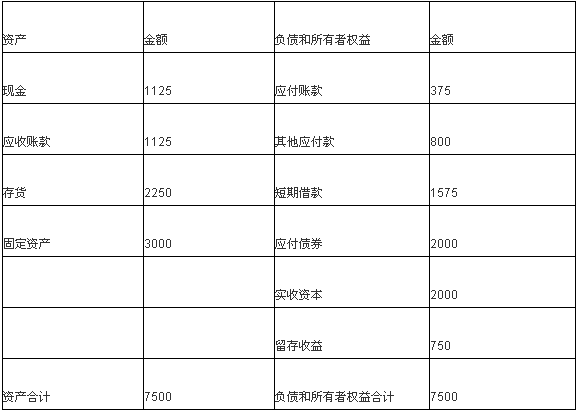 资产 金额 负债和所有者权益 金额
现金 1125 应付账款 375
应收账款 1125 其他应付款 800
存货 2250 短期借款 1575
固定资产 3000 应付债券 2000
实收资本 2000
留存收益 750
资产合计 7500 负债和所有者权益合计 7500